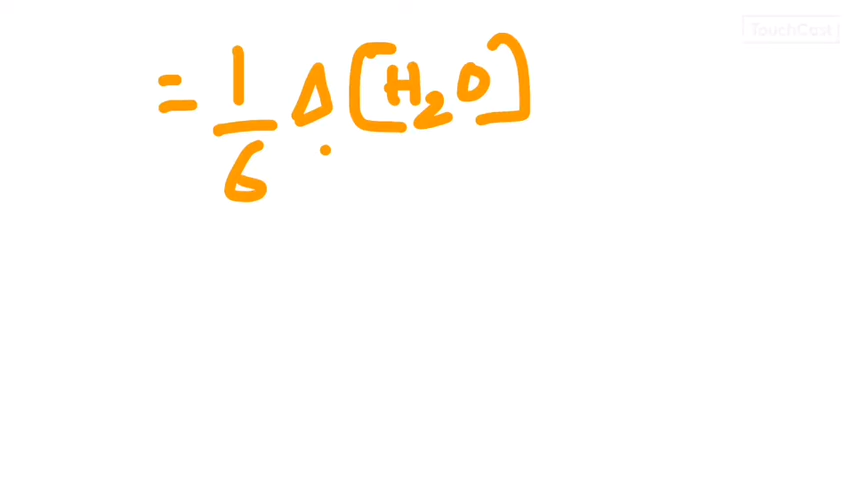 TouchCast
= 1/6 Δ[H₂O]